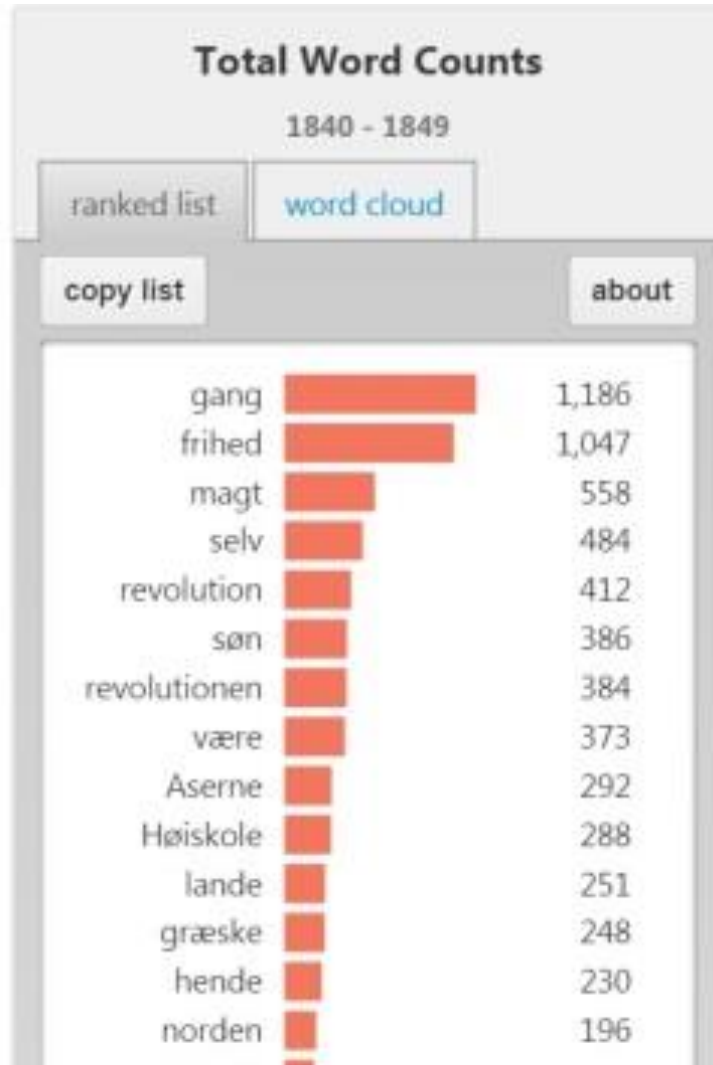 Total Word Counts
1840 - 1849
ranked list word cloud
copy list about
gang 1,186
frihed 1,047
magt 558
selv 484
revolution 412
søn 386
revolutionen 384
være 373
Aserne 292
Høiskole 288
lande 251
græske 248
hende 230
norden 196